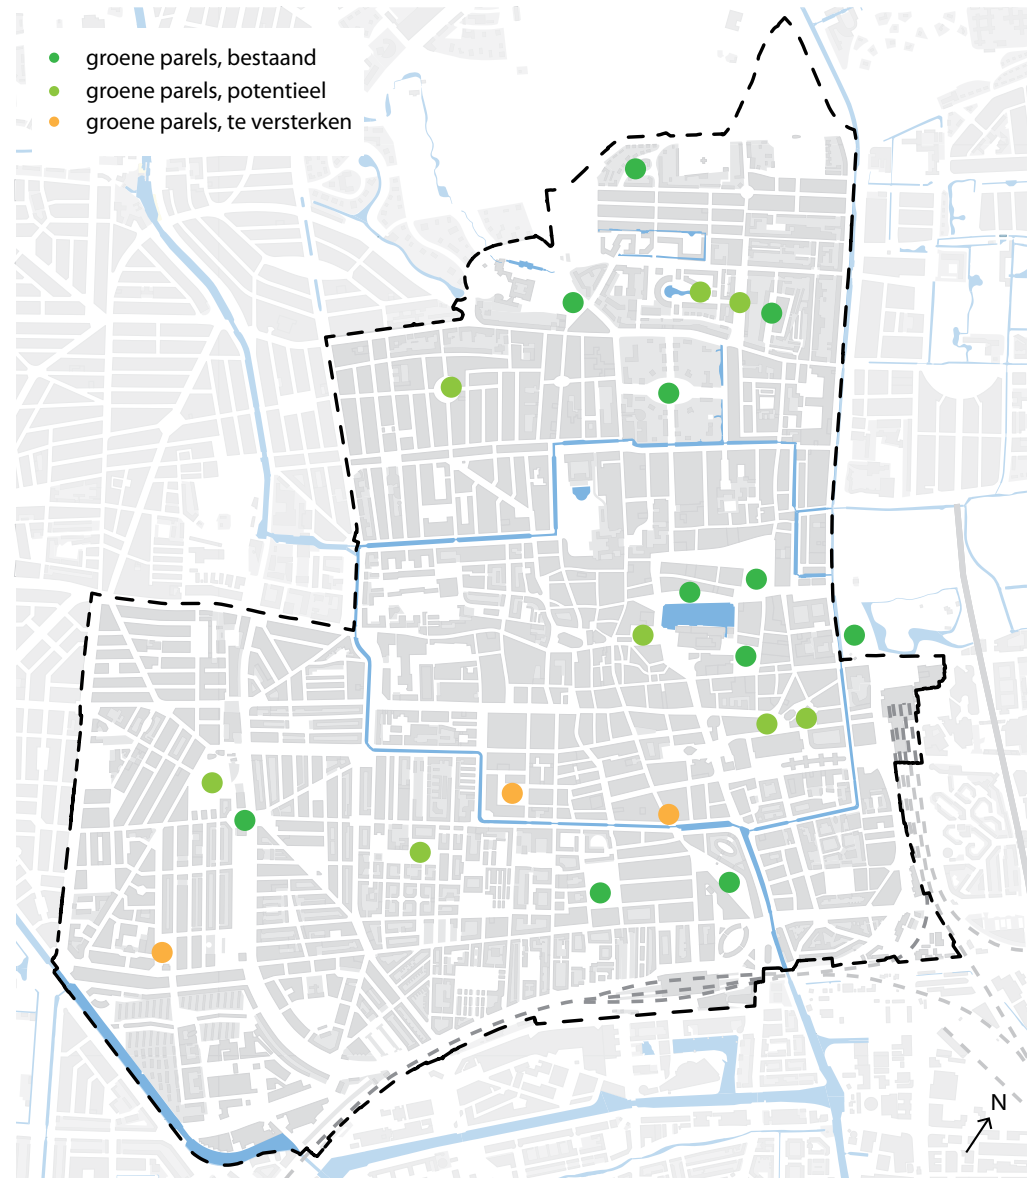 groene parels, bestaand
groene parels, potentieel
groene parels, te versterken
N